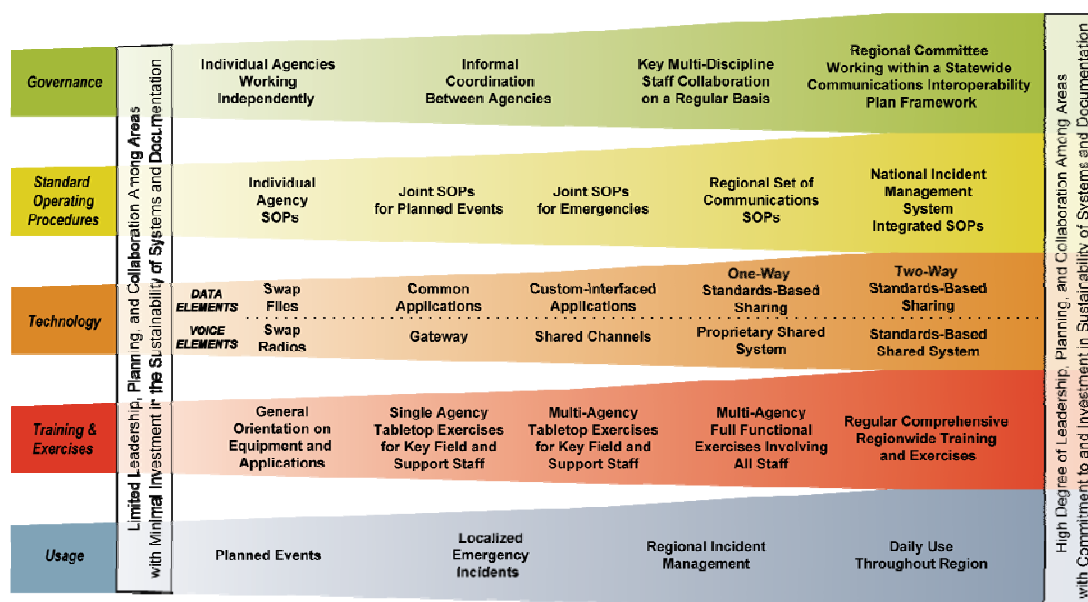 Limited Leadership, Planning, and Collaboration Among Areas
with Minimal Investment in the Sustainability of Systems and Documentation
Governance
Individual Agencies
Working
Independently
Informal
Coordination
Between Agencies
Key Multi-Discipline
Staff Collaboration
on a Regular Basis
Regional Committee
Working within a Statewide
Communications Interoperability
Plan Framework
Standard
Operating
Procedures
Individual
Agency
SOPs
Joint SOPs
for Planned Events
Joint SOPs
for Emergencies
Regional Set of
Communications
SOPs
National Incident
Management
System
Integrated SOPs
Technology
DATA
ELEMENTS
Swap
Files
Common
Applications
Custom-Interfaced
Applications
One-Way
Standards-Based
Sharing
Two-Way
Standards-Based
Sharing
VOICE
ELEMENTS
Swap
Radios
Gateway
Shared Channels
Proprietary Shared
System
Standards-Based
Shared System
Training &
Exercises
General
Orientation on
Equipment and
Applications
Single Agency
Tabletop Exercises
for Key Field and
Support Staff
Multi-Agency
Tabletop Exercises
for Key Field and
Support Staff
Multi-Agency
Full Functional
Exercises Involving
All Staff
Regular Comprehensive
Regionwide Training
and Exercises
Usage
Planned Events
Localized
Emergency
Incidents
Regional Incident
Management
Daily Use
Throughout Region
High Degree of Leadership, Planning, and Collaboration Among Areas
with Commitment to and Investment in Sustainability of Systems and Documentation